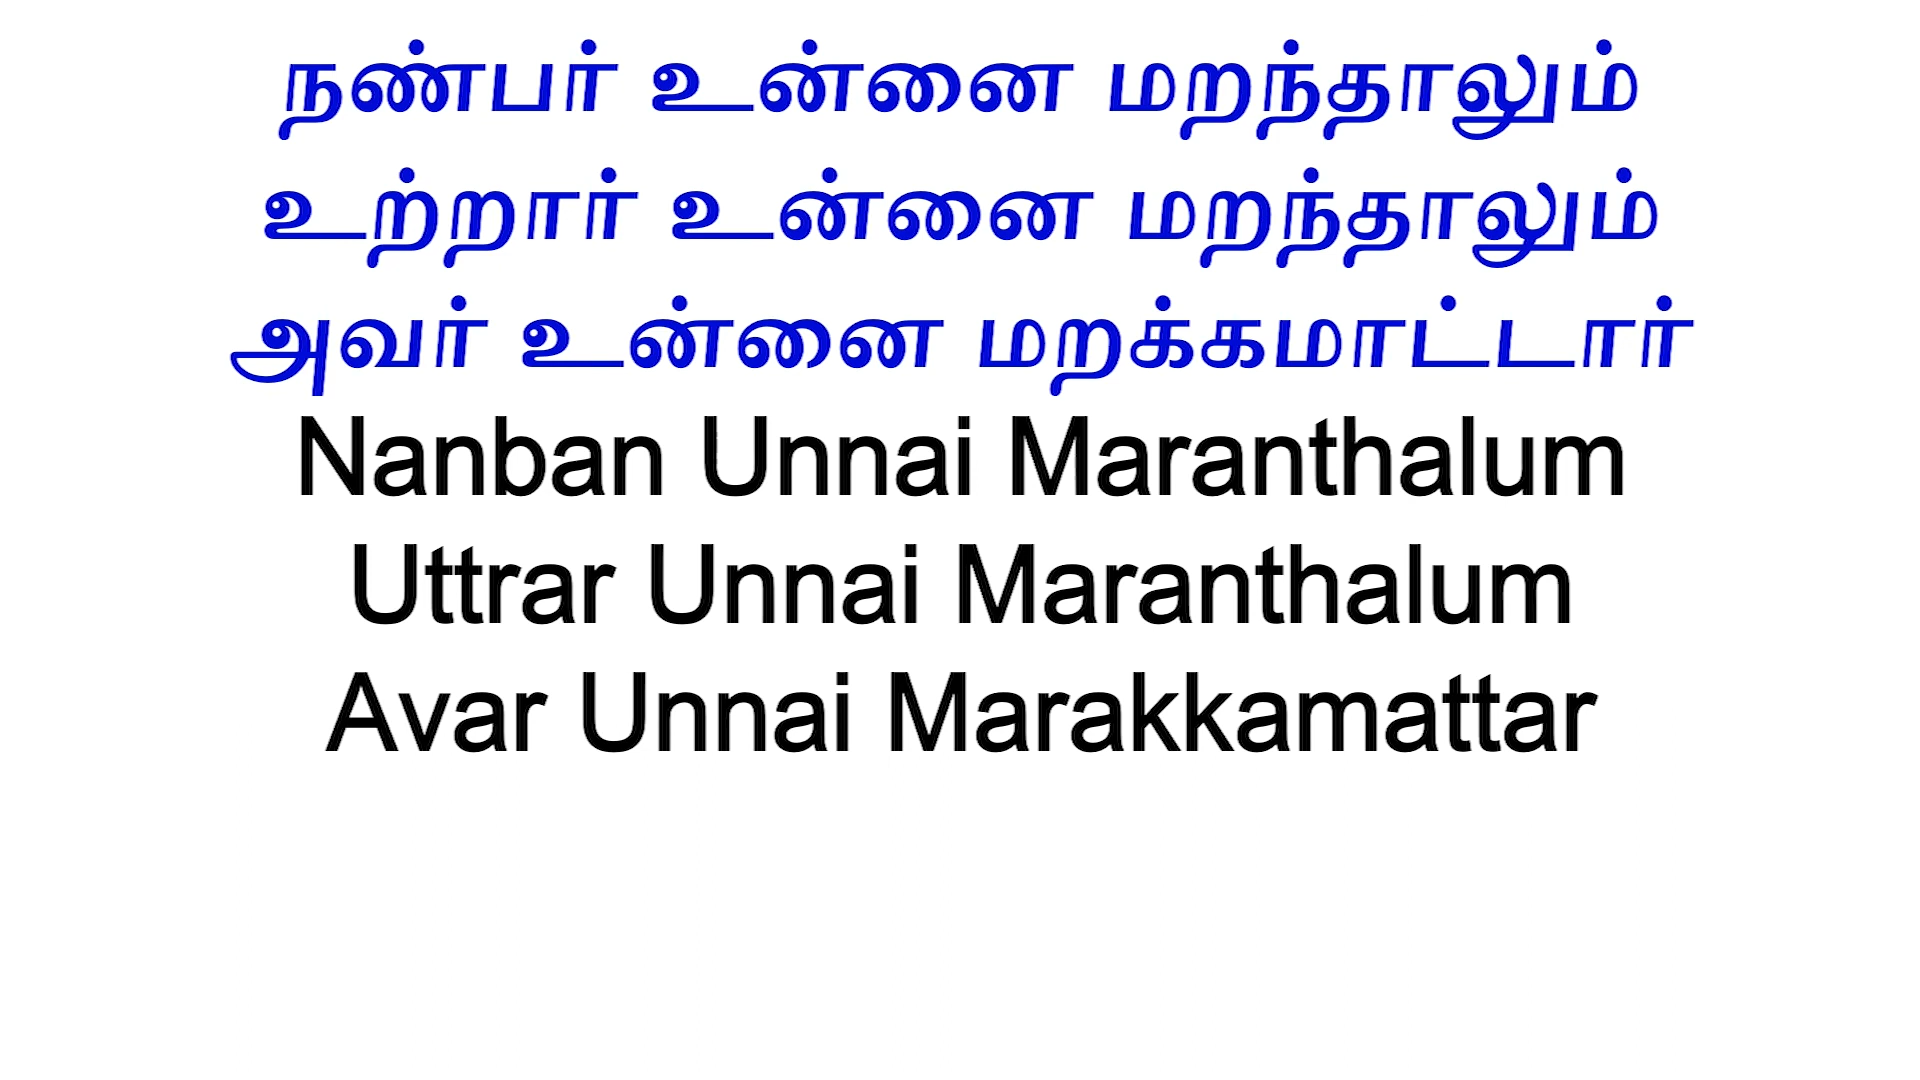 நண்பர் உன்னை மறந்தாலும்
உற்றார் உன்னை மறந்தாலும்
அவர் உன்னை மறக்கமாட்டார்
Nanban Unnai Maranthalum
Uttrar Unnai Maranthalum
Avar Unnai Marakkamattar